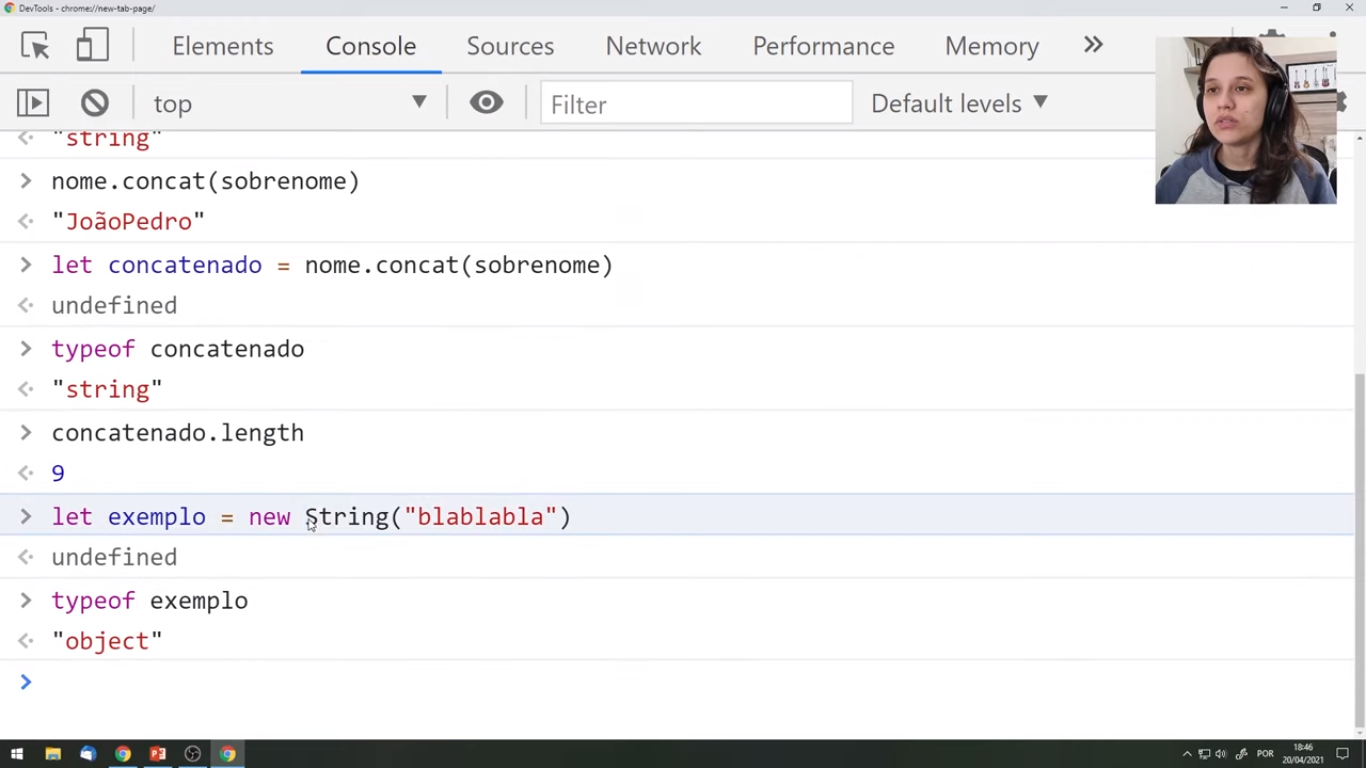 DevTools - chrome://new-tab-page/
Elements Console Sources Network Performance Memory
top Filter Default levels
"string"
nome.concat(sobrenome)
"JoãoPedro"
let concatenado = nome.concat(sobrenome)
undefined
typeof concatenado
"string"
concatenado.length
9
let exemplo = new String("blablabla")
undefined
typeof exemplo
"object"
POR
18:46
20/04/2021